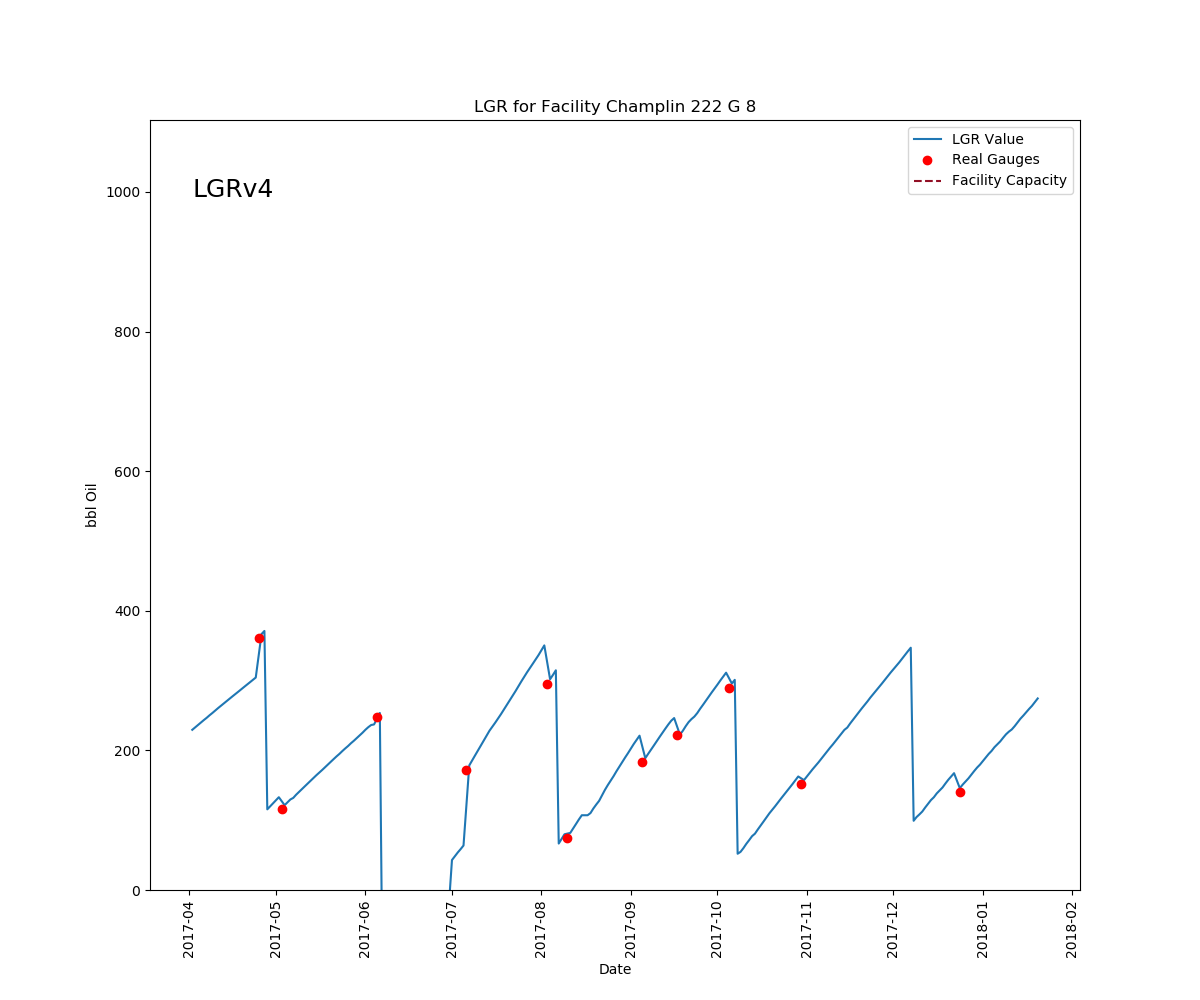 LGR for Facility Champlin 222 G 8
LGRv4
LGR Value
Real Gauges
Facility Capacity
bbl Oil
1000
800
600
400
200
0
2017-04
2017-05
2017-06
2017-07
2017-08
2017-09
2017-10
2017-11
2017-12
2018-01
2018-02
Date